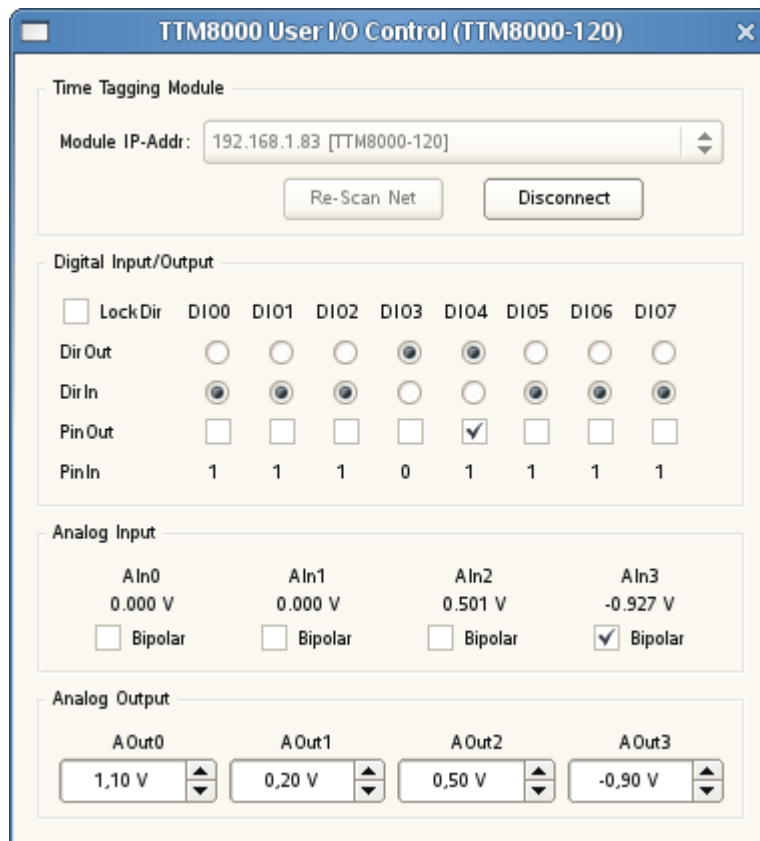 TTM8000 User I/O Control (TTM8000-120)
Time Tagging Module
Module IP-Addr: 192.168.1.83 [TTM8000-120]
Re-Scan Net Disconnect
Digital Input/Output
Lock Dir DIO0 DIO1 DIO2 DIO3 DIO4 DIO5 DIO6 DIO7
Dir Out
Dir In
Pin Out
Pin In 1 1 1 0 1 1 1 1
Analog Input
AIn0 AIn1 AIn2 AIn3
0.000 V 0.000 V 0.501 V -0.927 V
Bipolar Bipolar Bipolar Bipolar
Analog Output
AOut0 AOut1 AOut2 AOut3
1,10 V 0,20 V 0,50 V -0,90 V